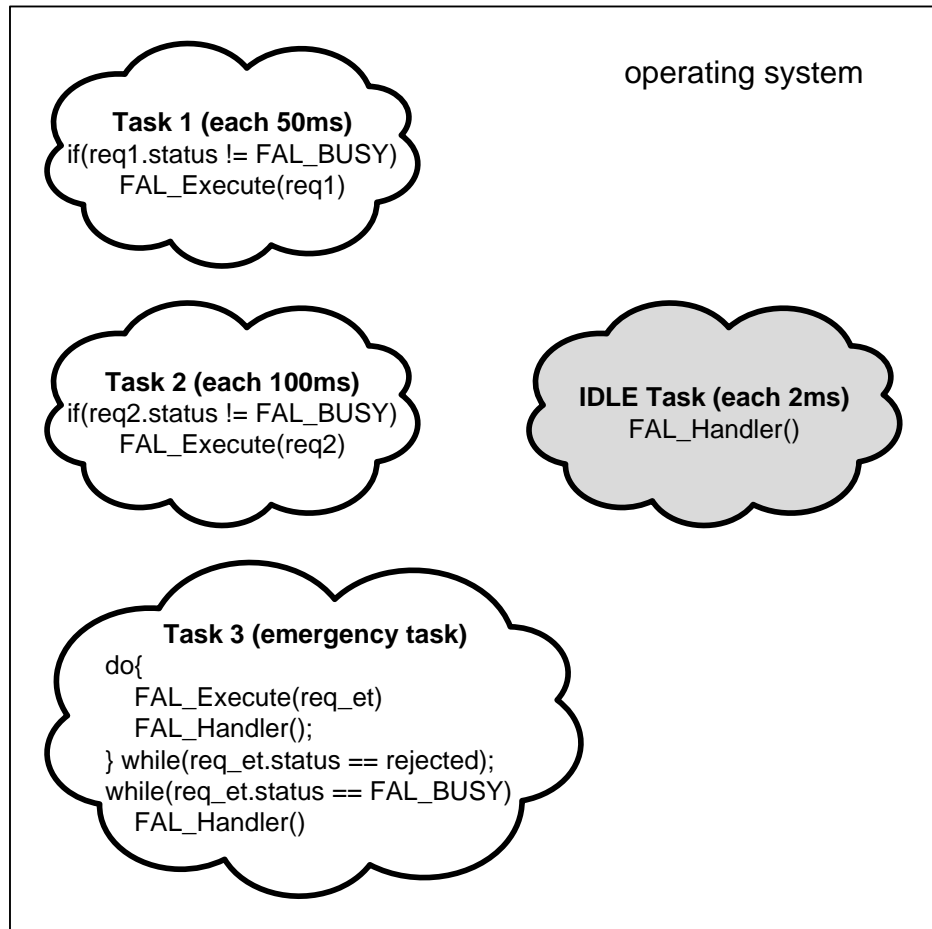 operating system
Task 1 (each 50ms)
if(req1.status != FAL_BUSY)
FAL_Execute(req1)
Task 2 (each 100ms)
if(req2.status != FAL_BUSY)
FAL_Execute(req2)
IDLE Task (each 2ms)
FAL_Handler()
Task 3 (emergency task)
do{
FAL_Execute(req_et)
FAL_Handler();
} while(req_et.status == rejected);
while(req_et.status == FAL_BUSY)
FAL_Handler()